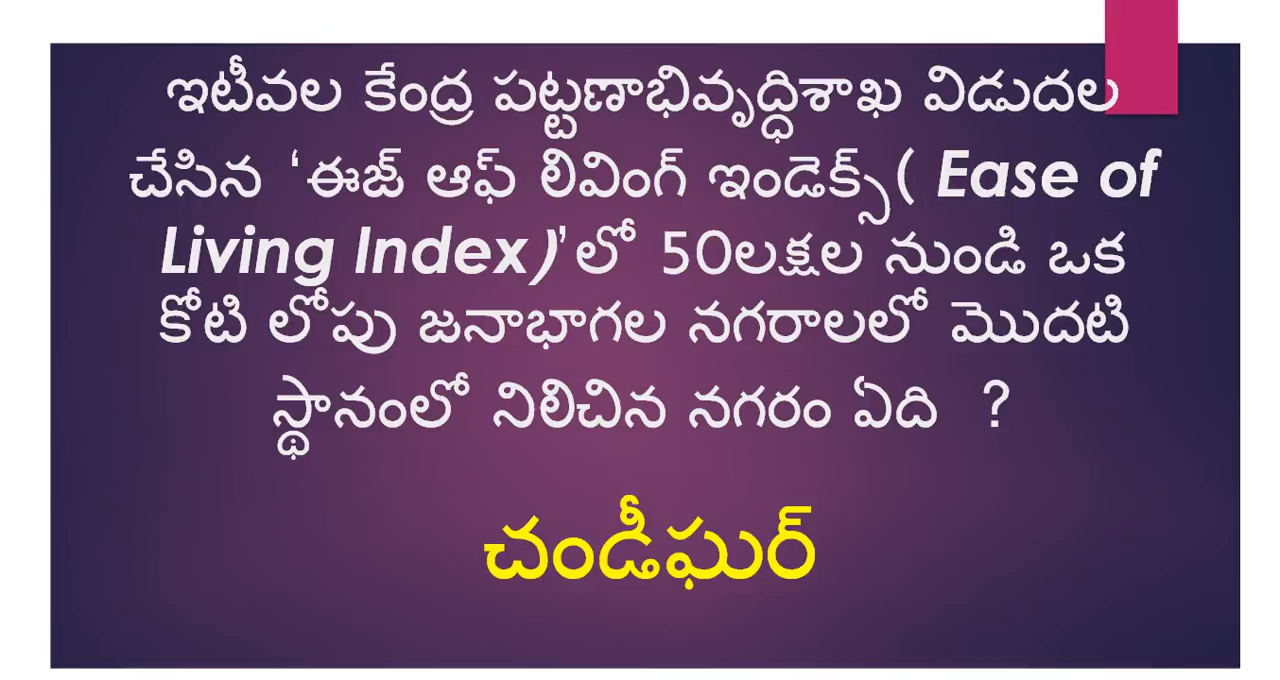 ఇటీవల కేంద్ర పట్టణాభివృద్ధిశాఖ విడుదల
చేసిన ‘ఈజ్ ఆఫ్ లివింగ్ ఇండెక్స్( Ease of
Living Index)’లో 50లక్షల నుండి ఒక
కోటి లోపు జనాభాగల నగరాలలో మొదటి
స్థానంలో నిలిచిన నగరం ఏది ?
చండీఘర్